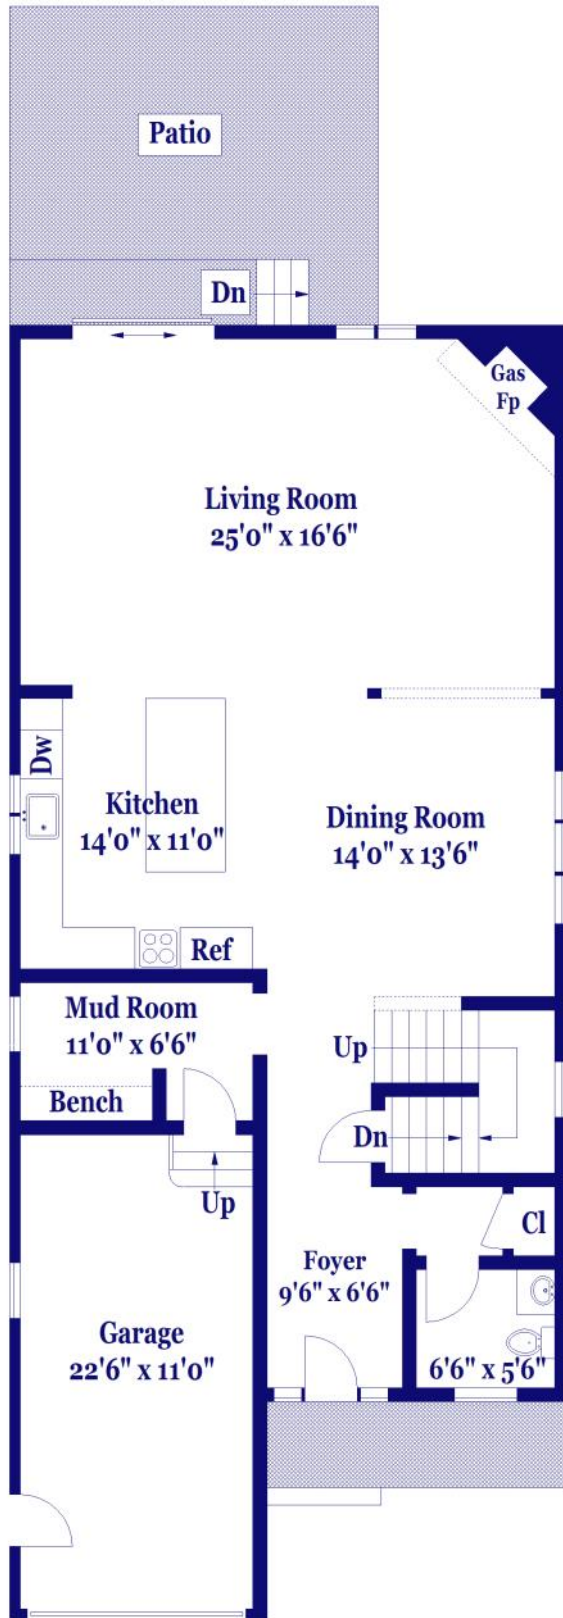 Patio
Dn
Gas
Fp
Living Room
25'0" x 16'6"
Dw
Kitchen
14'0" x 11'0"
Dining Room
14'0" x 13'6"
Ref
Mud Room
11'0" x 6'6"
Bench
Up
Dn
Up
Cl
Foyer
9'6" x 6'6"
Garage
22'6" x 11'0"
6'6" x 5'6"